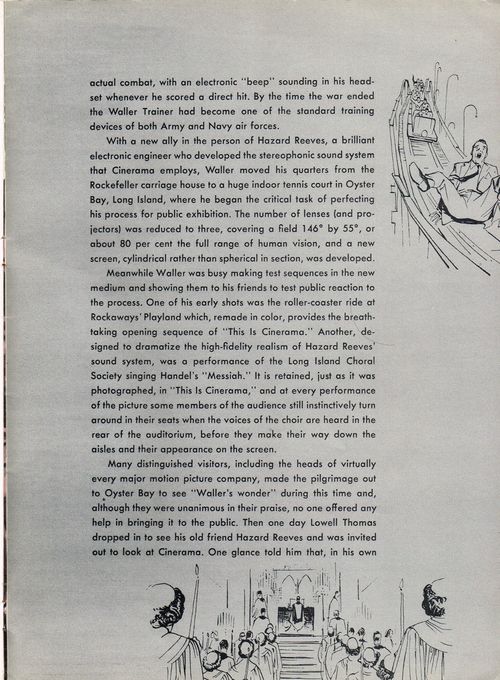 actual combat, with an electronic "beep" sounding in his head-
set whenever he scored a direct hit. By the time the war ended
the Waller Trainer had become one of the standard training
devices of both Army and Navy air forces.
With a new ally in the person of Hazard Reeves, a brilliant
electronic engineer who developed the stereophonic sound system
that Cinerama employs, Waller moved his quarters from the
Rockefeller carriage house to a huge indoor tennis court in Oyster
Bay, Long Island, where he began the critical task of perfecting
his process for public exhibition. The number of lenses (and pro-
jectors) was reduced to three, covering a field 146° by 55°, or
about 80 per cent the full range of human vision, and a new
screen, cylindrical rather than spherical in section, was developed.
Meanwhile Waller was busy making test sequences in the new
medium and showing them to his friends to test public reaction to
the process. One of his early shots was the roller-coaster ride at
Rockaways' Playland which, remade in color, provides the breath-
taking opening sequence of "This Is Cinerama." Another, de-
signed to dramatize the high-fidelity realism of Hazard Reeves'
sound system, was a performance of the Long Island Choral
Society singing Handel's "Messiah." It is retained, just as it was
photographed, in "This Is Cinerama," and at every performance
of the picture some members of the audience still instinctively turn
around in their seats when the voices of the choir are heard in the
rear of the auditorium, before they make their way down the
aisles and their appearance on the screen.
Many distinguished visitors, including the heads of virtually
every major motion picture company, made the pilgrimage out
to Oyster Bay to see "Waller's wonder" during this time and,
although they were unanimous in their praise, no one offered any
help in bringing it to the public. Then one day Lowell Thomas
dropped in to see his old friend Hazard Reeves and was invited
out to look at Cinerama. One glance told him that, in his own